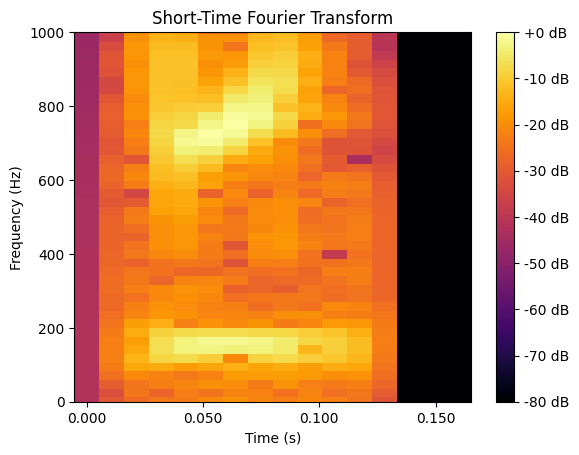 Short-Time Fourier Transform
1000
800
600
400
200
0
Frequency (Hz)
0.000
0.050
0.100
0.150
Time (s)
+0 dB
-10 dB
-20 dB
-30 dB
-40 dB
-50 dB
-60 dB
-70 dB
-80 dB